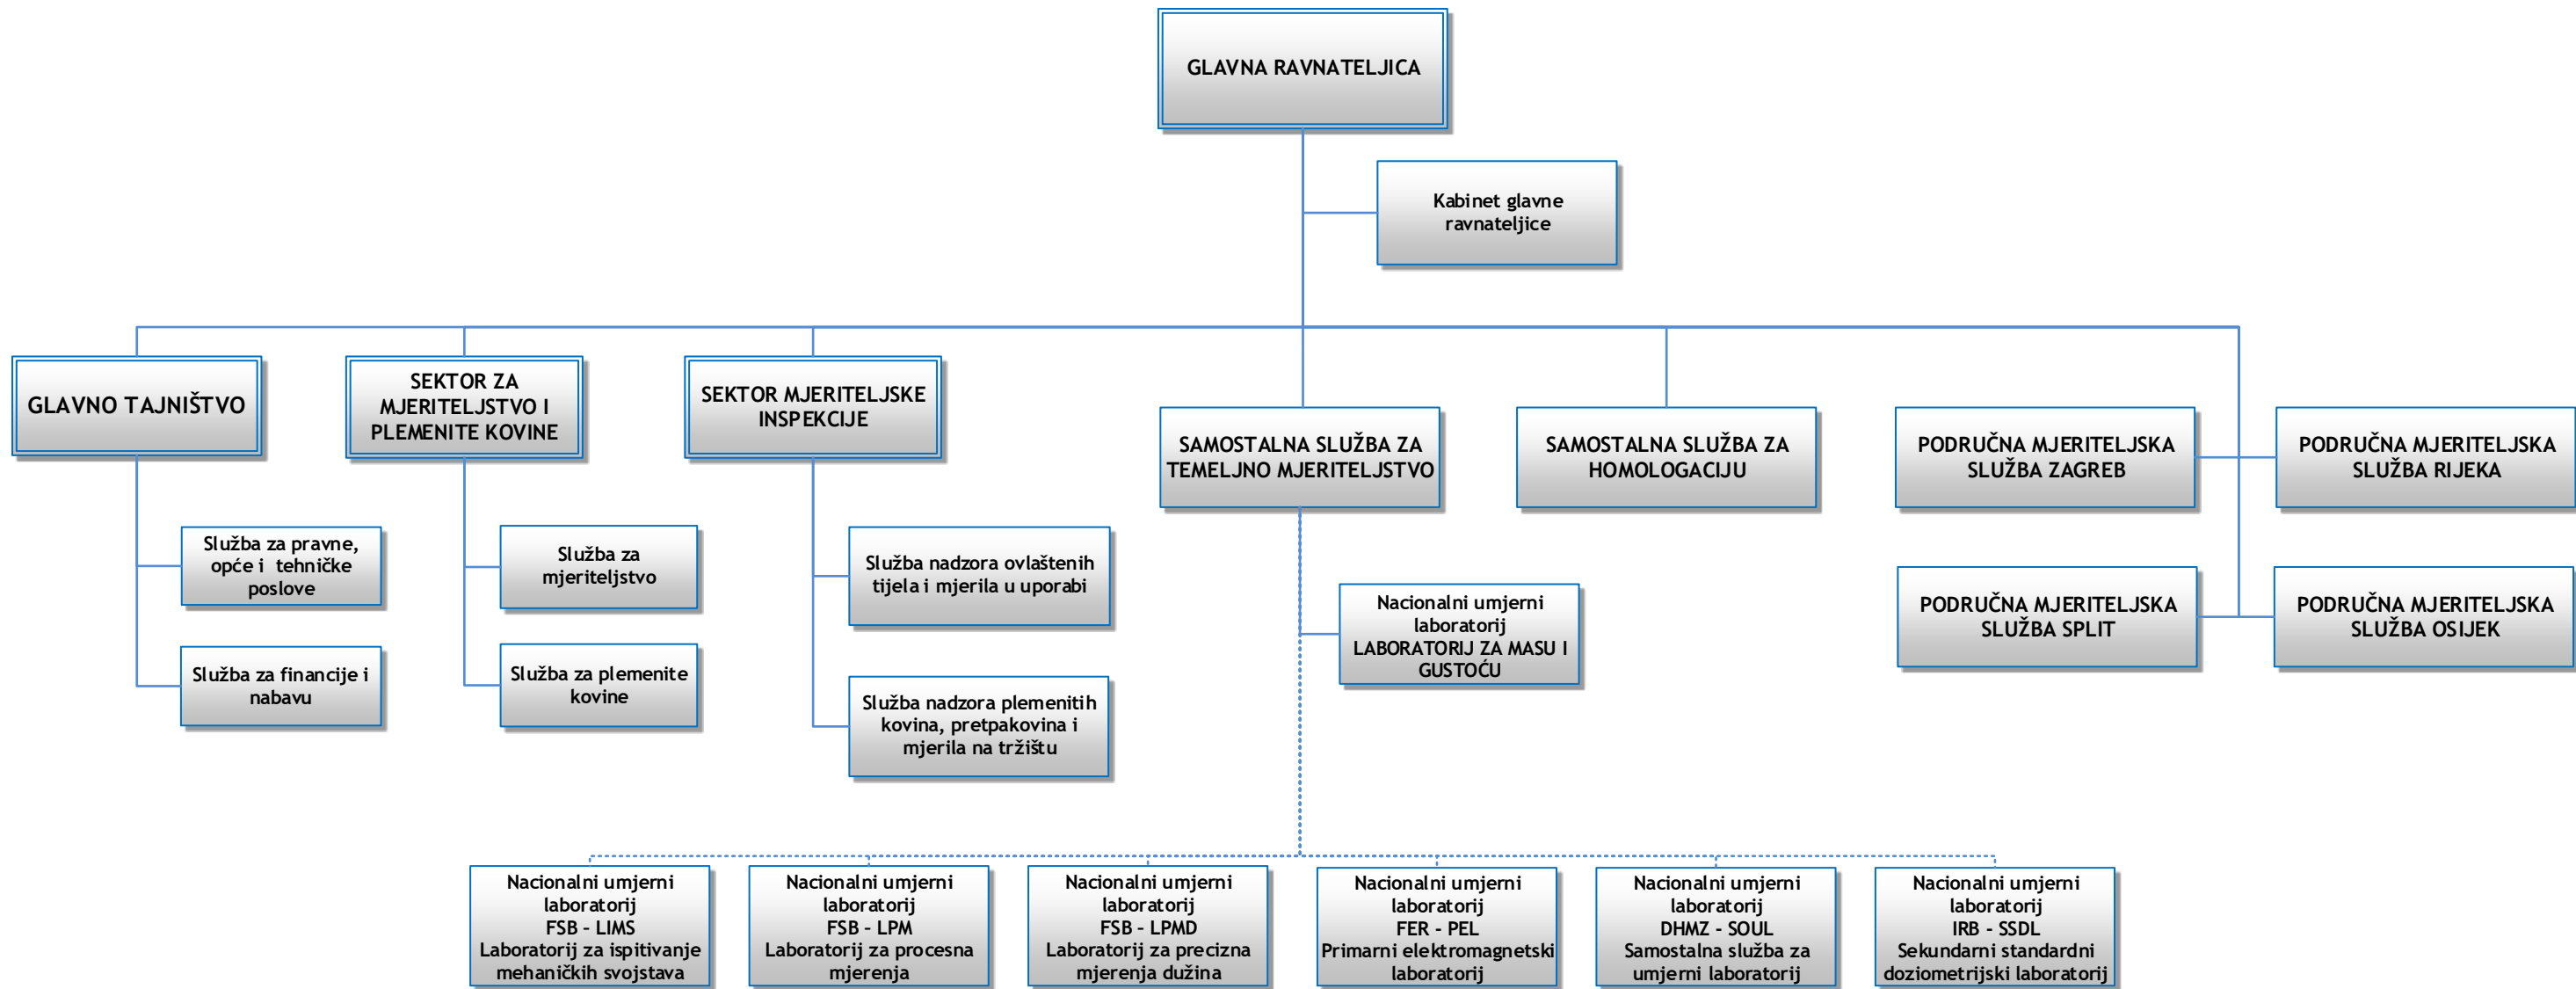 GLAVNA RAVNATELJICA
Kabinet glavne
ravnateljice
GLAVNO TAJNIŠTVO
SEKTOR ZA
MJERITELJSTVO I
PLEMENITE KOVINE
SEKTOR MJERITELJSKE
INSPEKCIJE
SAMOSTALNA SLUŽBA ZA
TEMELJNO MJERITELJSTVO
SAMOSTALNA SLUŽBA ZA
HOMOLOGACIJU
PODRUČNA MJERITELJSKA
SLUŽBA ZAGREB
PODRUČNA MJERITELJSKA
SLUŽBA RIJEKA
Služba za pravne,
opće i tehničke
poslove
Služba za
mjeriteljstvo
Služba nadzora ovlaštenih
tijela i mjerila u uporabi
Nacionalni umjerni
laboratorij
LABORATORIJ ZA MASU I
GUSTOĆU
PODRUČNA MJERITELJSKA
SLUŽBA SPLIT
PODRUČNA MJERITELJSKA
SLUŽBA OSIJEK
Služba za financije i
nabavu
Služba za plemenite
kovine
Služba nadzora plemenitih
kovina, pretpakovina i
mjerila na tržištu
Nacionalni umjerni
laboratorij
FSB - LIMS
Laboratorij za ispitivanje
mehaničkih svojstava
Nacionalni umjerni
laboratorij
FSB - LPM
Laboratorij za procesna
mjerenja
Nacionalni umjerni
laboratorij
FSB - LPMD
Laboratorij za precizna
mjerenja dužina
Nacionalni umjerni
laboratorij
FER - PEL
Primarni elektromagnetski
laboratorij
Nacionalni umjerni
laboratorij
DHMZ - SOUL
Samostalna služba za
umjerni laboratorij
Nacionalni umjerni
laboratorij
IRB - SSDL
Sekundarni standardni
doziometrijski laboratorij